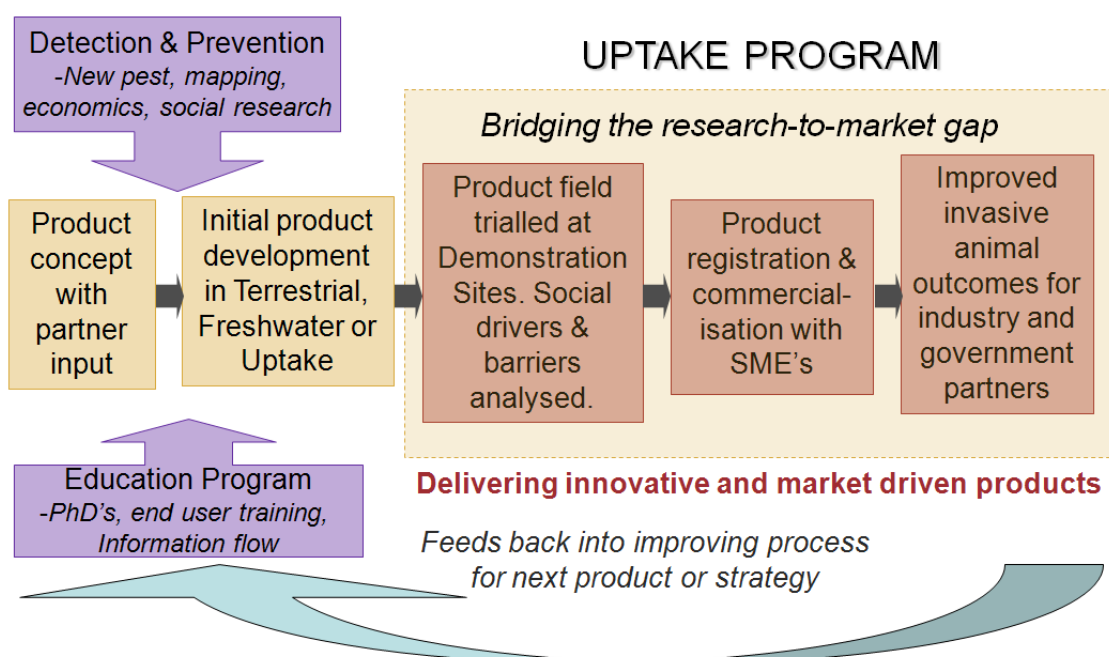 Detection & Prevention
-New pest, mapping,
economics, social research
UPTAKE PROGRAM
Bridging the research-to-market gap
Product
concept
with
partner
input
Initial product
development
in Terrestrial,
Freshwater or
Uptake
Product field
trialled at
Demonstration
Sites. Social
drivers &
barriers
analysed.
Product
registration &
commercial-
isation with
SME's
Improved
invasive
animal
outcomes for
industry and
government
partners
Education Program
-PhD's, end user training,
Information flow
Delivering innovative and market driven products
Feeds back into improving process
for next product or strategy